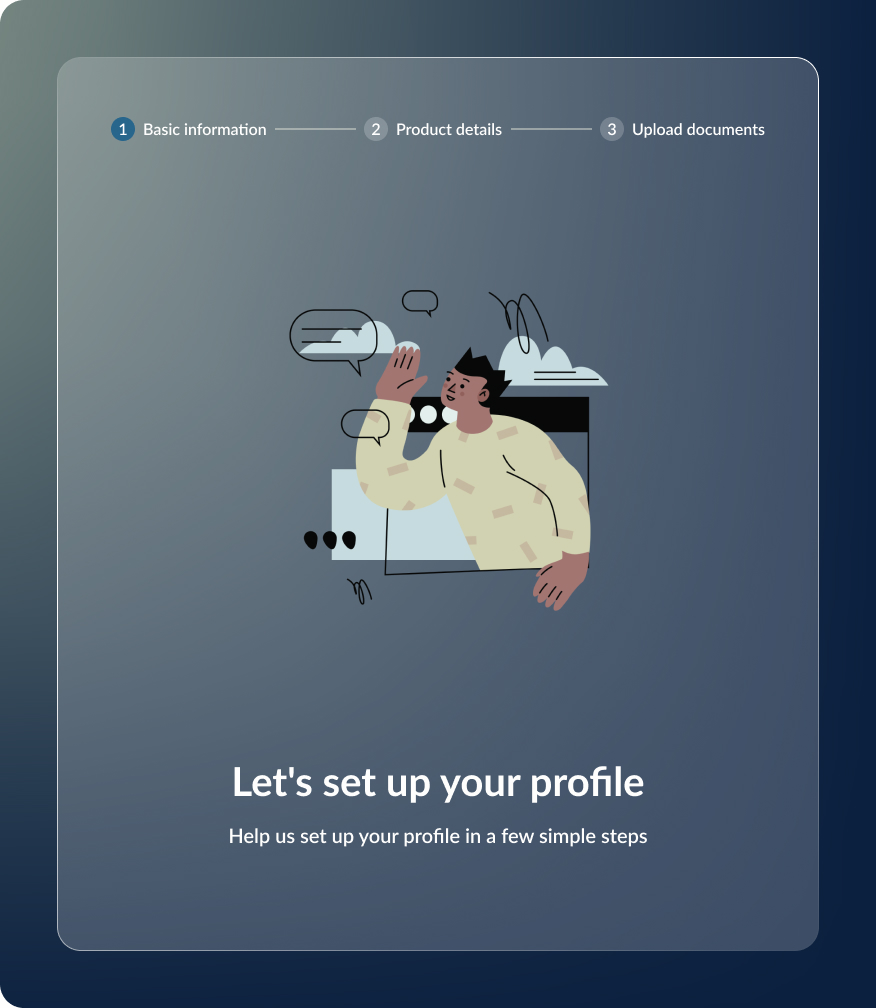 1 Basic information 2 Product details 3 Upload documents
Let's set up your profile
Help us set up your profile in a few simple steps